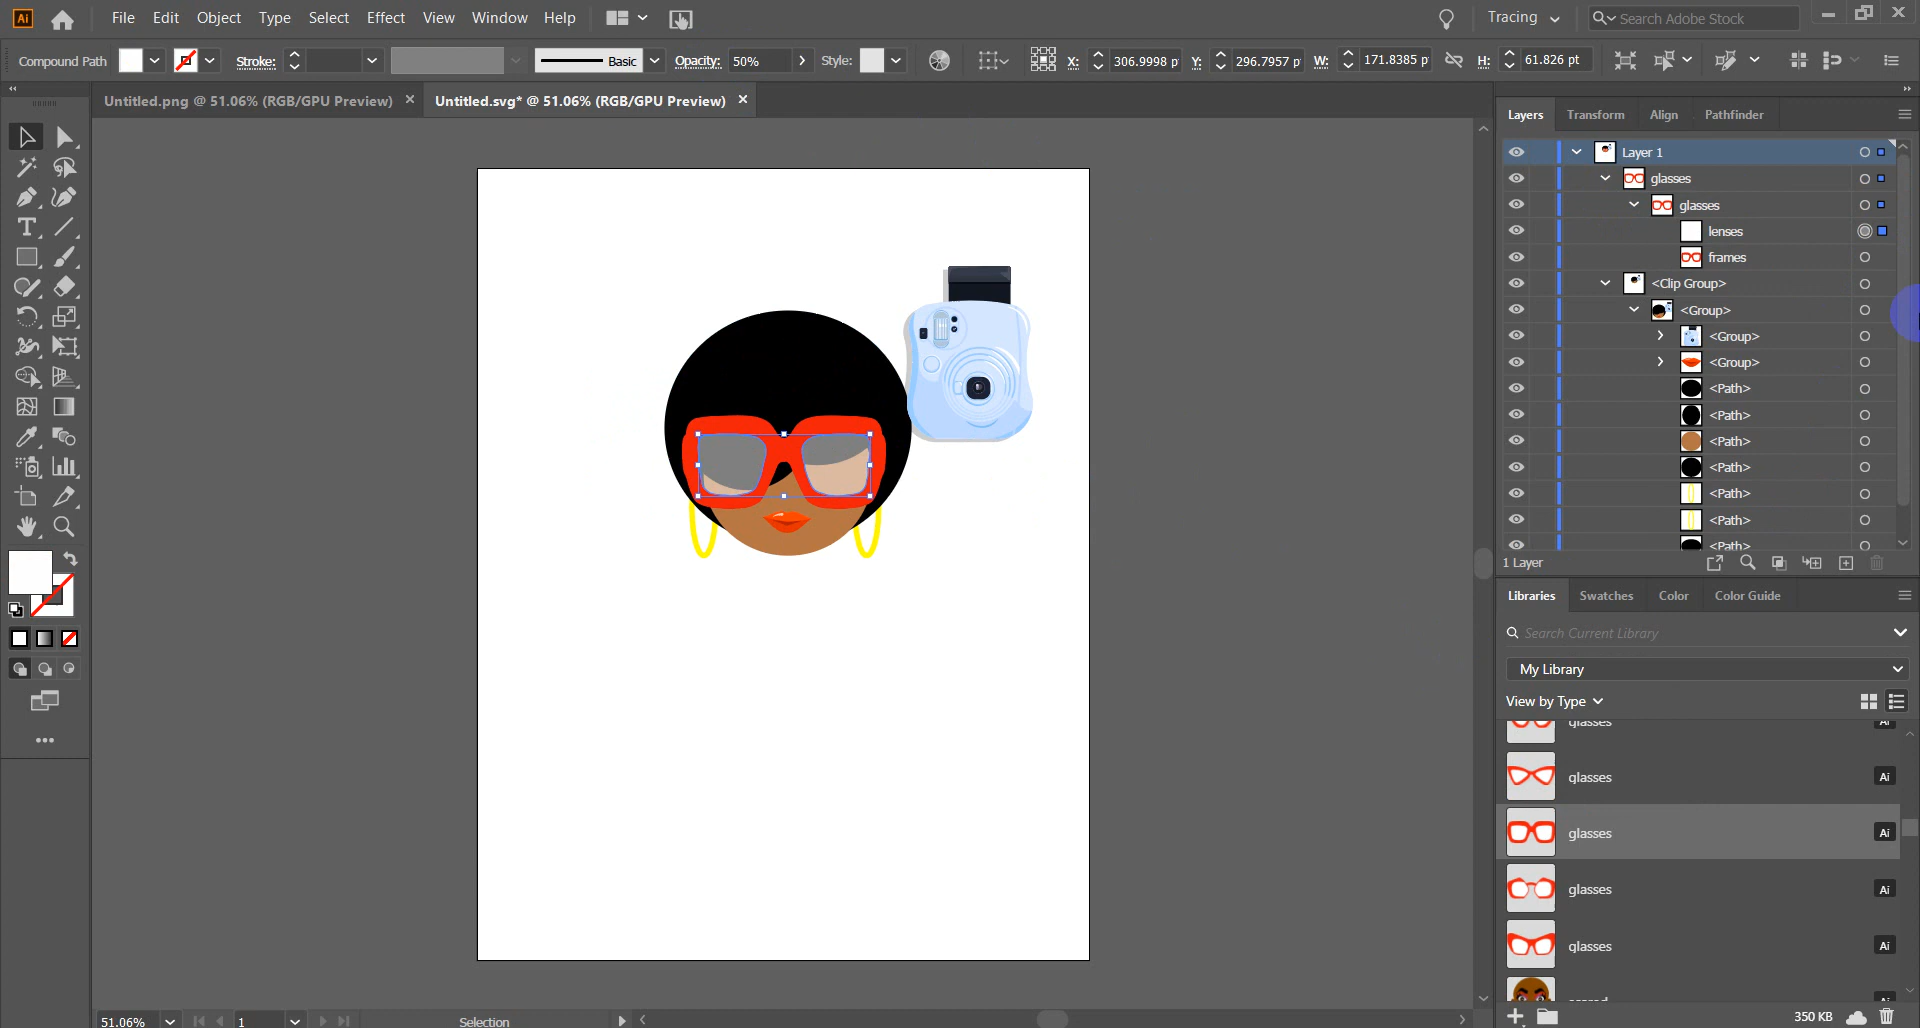 Ai File Edit Object Type Select Effect View Window Help Tracing Search Adobe Stock
Compound Path Stroke: Basic Opacity: 50% Style: X: 306.9998 p Y: 296.7957 p W: 171.8385 p H: 61.826 pt
Untitled.png @ 51.06% (RGB/GPU Preview) × Untitled.svg* @ 51.06% (RGB/GPU Preview) ×
Layers Transform Align Pathfinder
Layer 1
glasses
glasses
lenses
frames
<Clip Group>
<Group>
<Group>
<Group>
<Path>
<Path>
<Path>
<Path>
<Path>
<Path>
<Path>
1 Layer
Libraries Swatches Color Color Guide
Search Current Library
My Library
View by Type
glasses Ai
glasses Ai
glasses Ai
glasses Ai
glasses Ai
350 KB
51.06% 1 Selection